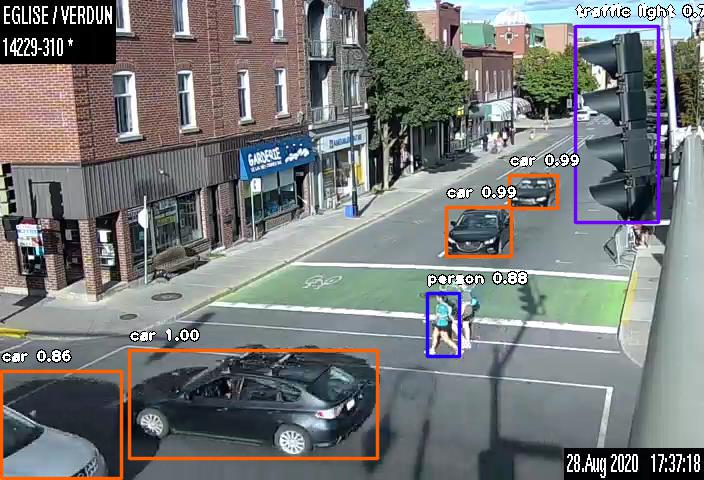 EGLISE / VERDUN
14229-310 *
traffic light 0.7
car 0.99
car 0.99
GARDERIE
person 0.88
car 1.00
car 0.86
28.Aug 2020 17:37:18